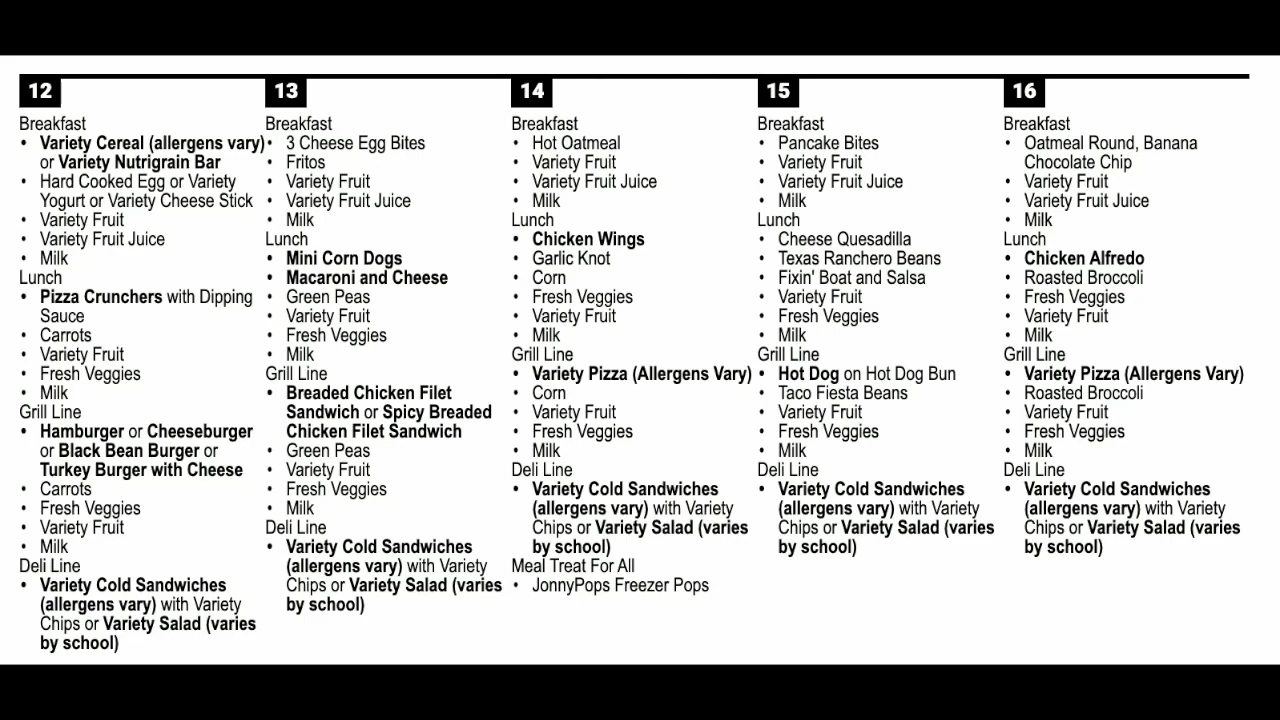 12
Breakfast
• Variety Cereal (allergens vary)
or Variety Nutrigrain Bar
• Hard Cooked Egg or Variety
Yogurt or Variety Cheese Stick
• Variety Fruit
• Variety Fruit Juice
• Milk
Lunch
• Pizza Crunchers with Dipping
Sauce
• Carrots
• Variety Fruit
• Fresh Veggies
• Milk
Grill Line
• Hamburger or Cheeseburger
or Black Bean Burger or
Turkey Burger with Cheese
• Carrots
• Fresh Veggies
• Variety Fruit
• Milk
Deli Line
• Variety Cold Sandwiches
(allergens vary) with Variety
Chips or Variety Salad (varies
by school)
13
Breakfast
• 3 Cheese Egg Bites
• Fritos
• Variety Fruit
• Variety Fruit Juice
• Milk
Lunch
• Mini Corn Dogs
• Macaroni and Cheese
• Green Peas
• Variety Fruit
• Fresh Veggies
• Milk
Grill Line
• Breaded Chicken Filet
Sandwich or Spicy Breaded
Chicken Filet Sandwich
• Green Peas
• Variety Fruit
• Fresh Veggies
• Milk
Deli Line
• Variety Cold Sandwiches
(allergens vary) with Variety
Chips or Variety Salad (varies
by school)
14
Breakfast
• Hot Oatmeal
• Variety Fruit
• Variety Fruit Juice
• Milk
Lunch
• Chicken Wings
• Garlic Knot
• Corn
• Fresh Veggies
• Variety Fruit
• Milk
Grill Line
• Variety Pizza (Allergens Vary)
• Corn
• Variety Fruit
• Fresh Veggies
• Milk
Deli Line
• Variety Cold Sandwiches
(allergens vary) with Variety
Chips or Variety Salad (varies
by school)
Meal Treat For All
• JonnyPops Freezer Pops
15
Breakfast
• Pancake Bites
• Variety Fruit
• Variety Fruit Juice
• Milk
Lunch
• Cheese Quesadilla
• Texas Ranchero Beans
• Fixin' Boat and Salsa
• Variety Fruit
• Fresh Veggies
• Milk
Grill Line
• Hot Dog on Hot Dog Bun
• Taco Fiesta Beans
• Variety Fruit
• Fresh Veggies
• Milk
Deli Line
• Variety Cold Sandwiches
(allergens vary) with Variety
Chips or Variety Salad (varies
by school)
16
Breakfast
• Oatmeal Round, Banana
Chocolate Chip
• Variety Fruit
• Variety Fruit Juice
• Milk
Lunch
• Chicken Alfredo
• Roasted Broccoli
• Fresh Veggies
• Variety Fruit
• Milk
Grill Line
• Variety Pizza (Allergens Vary)
• Roasted Broccoli
• Variety Fruit
• Fresh Veggies
• Milk
Deli Line
• Variety Cold Sandwiches
(allergens vary) with Variety
Chips or Variety Salad (varies
by school)